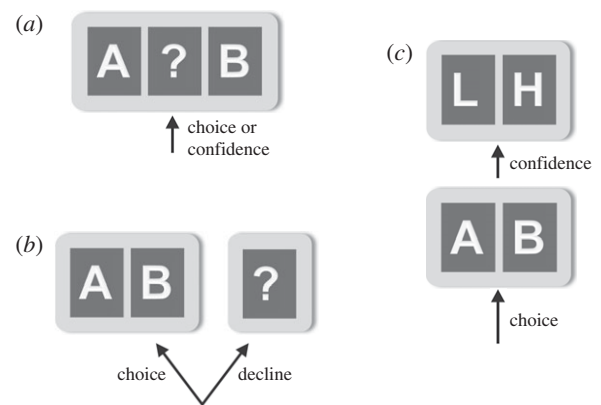 (a)
A ? B
choice or
confidence
(b)
A B
?
choice
decline
(c)
L H
confidence
A B
choice